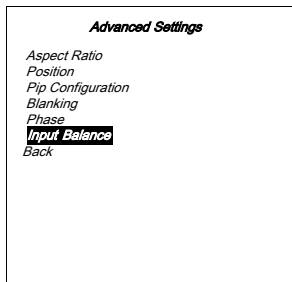 Advanced Settings
Aspect Ratio
Position
Pip Configuration
Blanking
Phase
Input Balance
Back